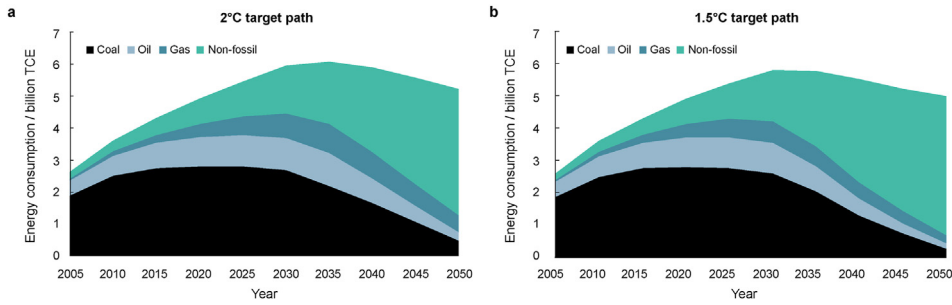 a
2°C target path
7
6
5
4
3
2
1
0
Energy consumption / billion TCE
Coal Oil Gas Non-fossil
2005 2010 2015 2020 2025 2030 2035 2040 2045 2050
Year
b
1.5°C target path
7
6
5
4
3
2
1
0
Energy consumption / billion TCE
Coal Oil Gas Non-fossil
2005 2010 2015 2020 2025 2030 2035 2040 2045 2050
Year